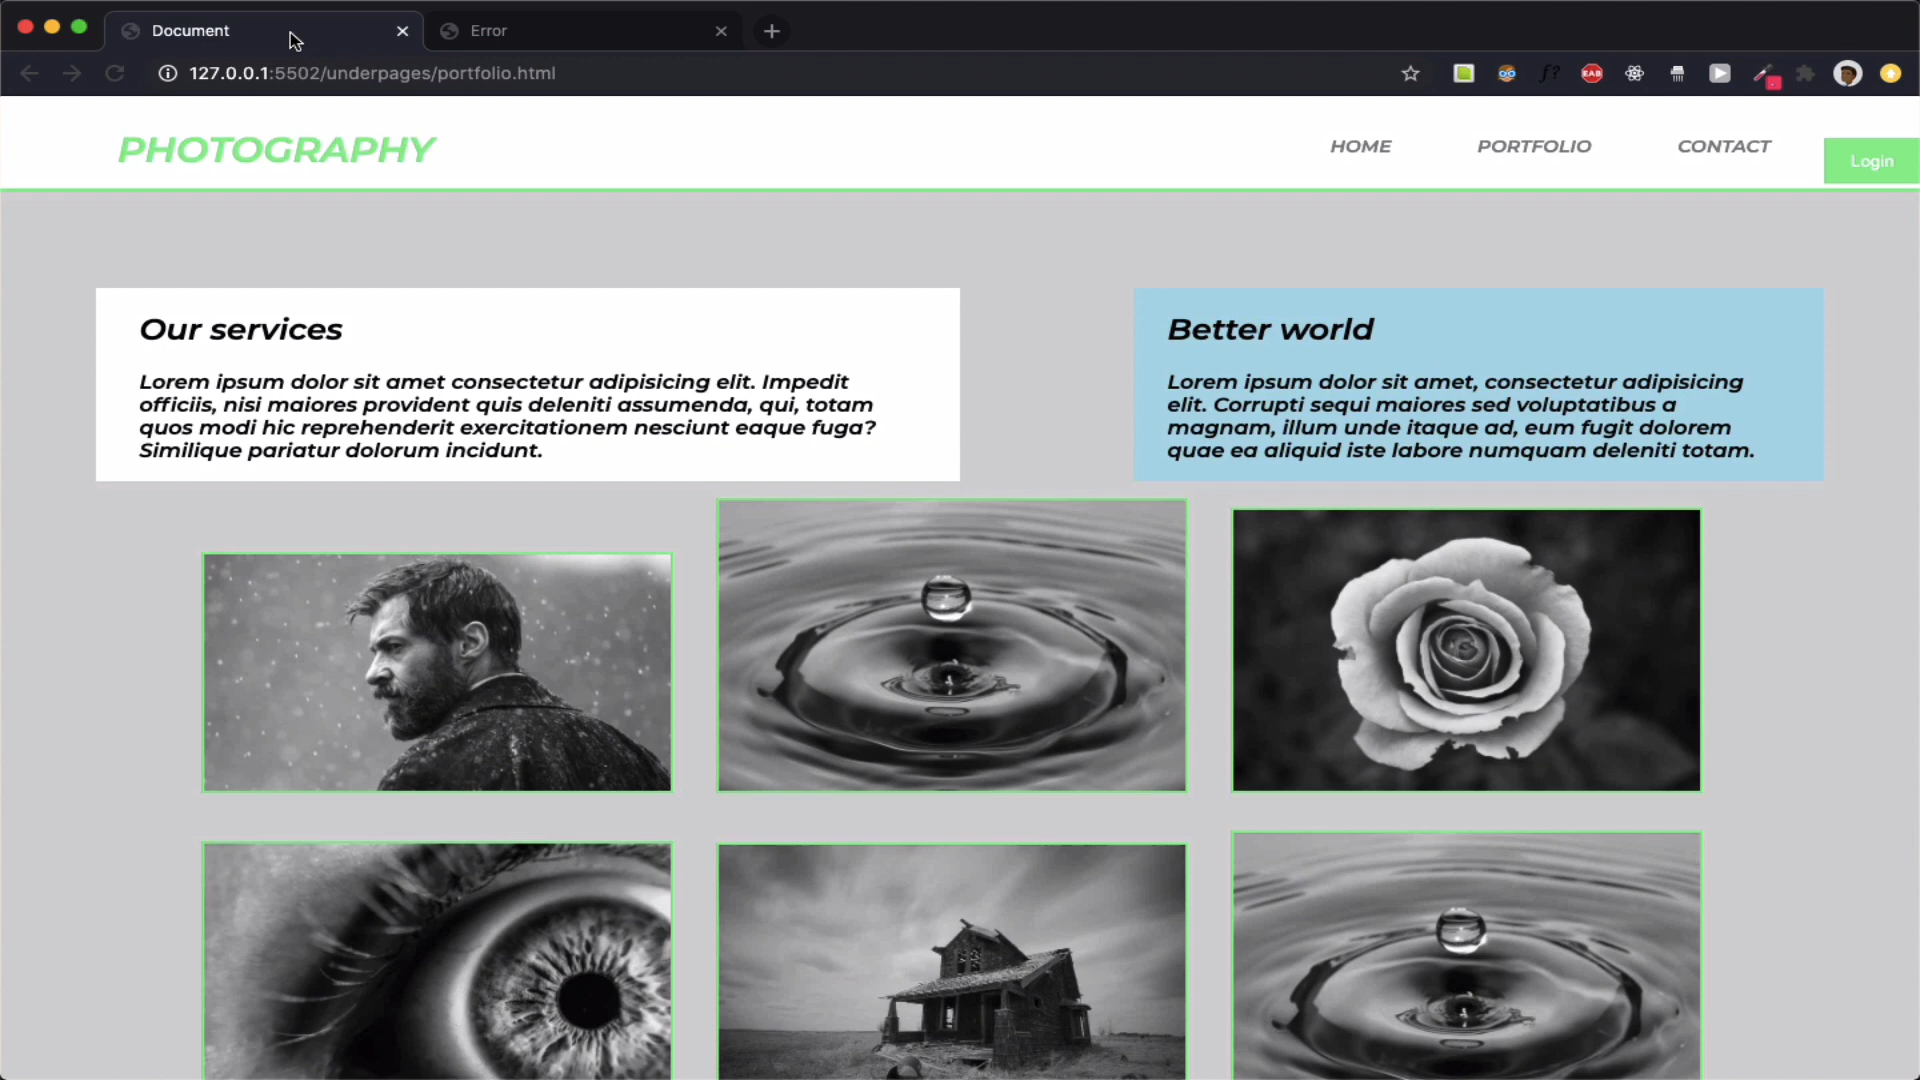 Document
Error
127.0.0.1:5502/underpages/portfolio.html
f?
EAB
PHOTOGRAPHY
HOME
PORTFOLIO
CONTACT
Login
Our services
Lorem ipsum dolor sit amet consectetur adipisicing elit. Impedit
officiis, nisi maiores provident quis deleniti assumenda, qui, totam
quos modi hic reprehenderit exercitationem nesciunt eaque fuga?
Similique pariatur dolorum incidunt.
Better world
Lorem ipsum dolor sit amet, consectetur adipisicing
elit. Corrupti sequi maiores sed voluptatibus a
magnam, illum unde itaque ad, eum fugit dolorem
quae ea aliquid iste labore numquam deleniti totam.